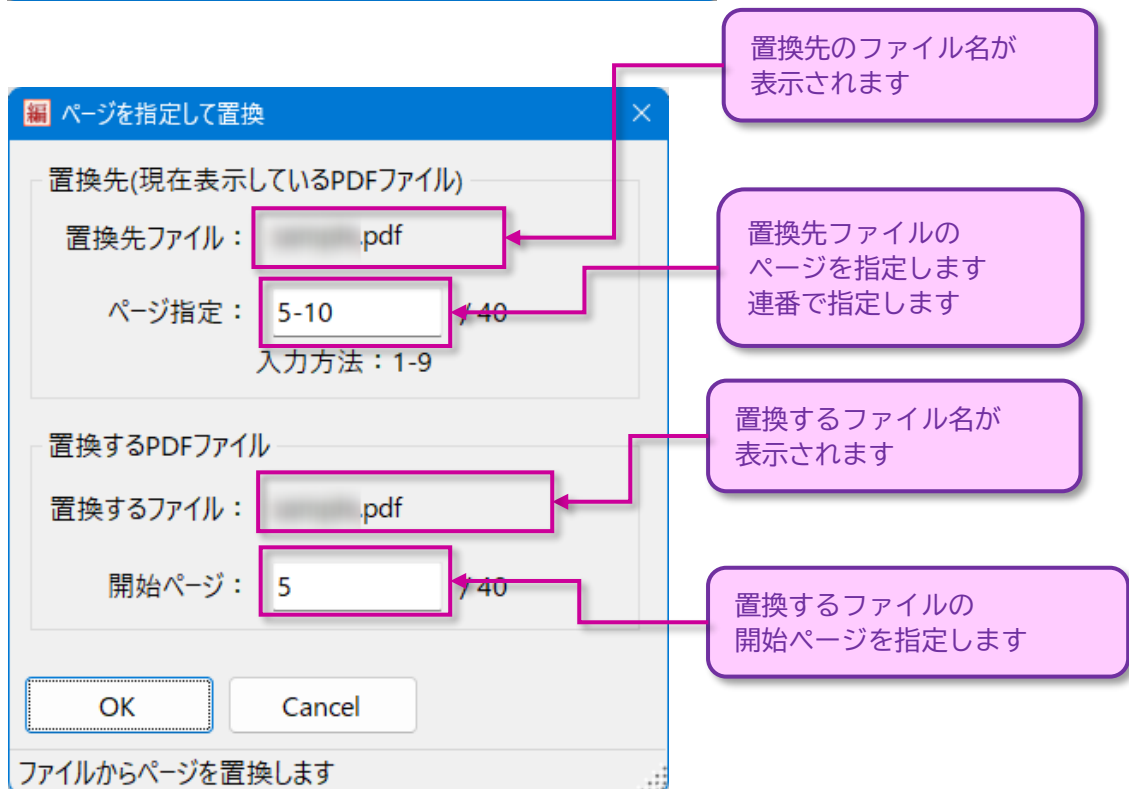 置換先のファイル名が
表示されます
編 ページを指定して置換
置換先(現在表示しているPDFファイル)
置換先ファイル：
.pdf
置換先ファイルの
ページを指定します
連番で指定します
ページ指定：
5-10
/ 40
入力方法：1-9
置換するファイル名が
表示されます
置換するPDFファイル
置換するファイル：
.pdf
開始ページ：
5
/ 40
置換するファイルの
開始ページを指定します
OK
Cancel
ファイルからページを置換します